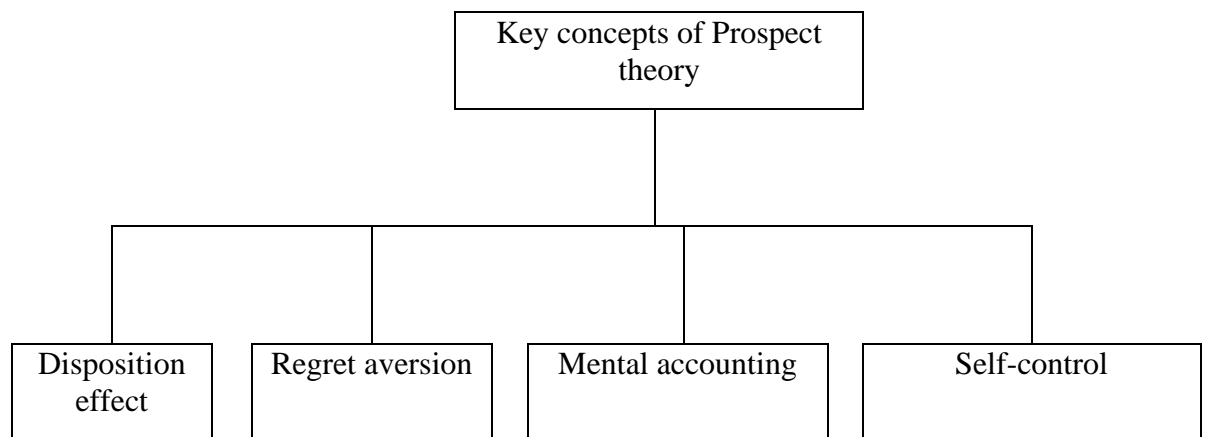 Key concepts of Prospect
theory
Disposition
effect
Regret aversion
Mental accounting
Self-control